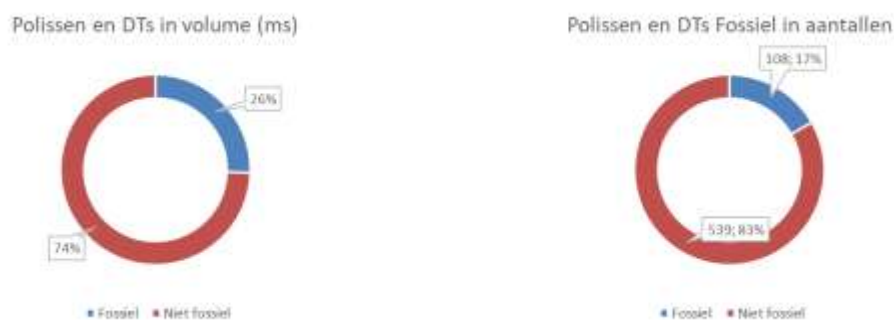 Polissen en DTs in volume (ms)
26%
74%
Fossiel Niet fossiel
Polissen en DTs Fossiel in aantallen
108; 17%
539; 83%
Fossiel Niet fossiel